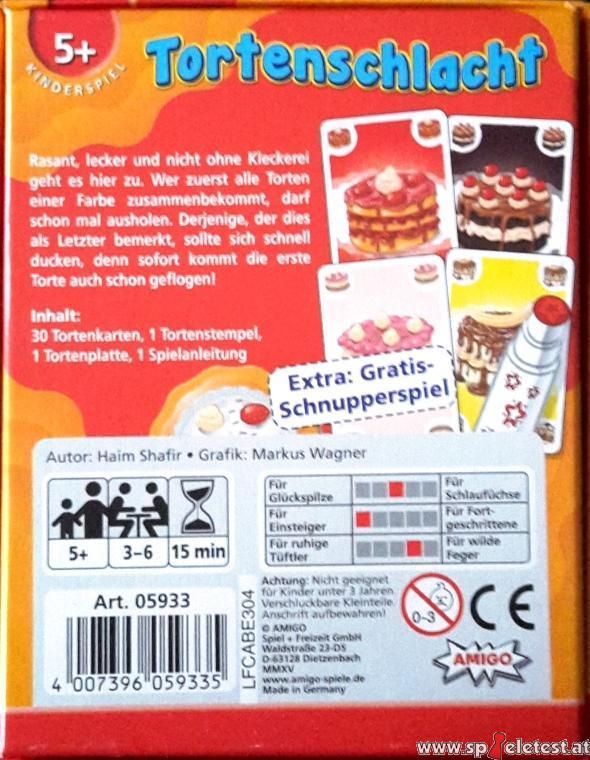 5+
KINDERSPIEL
Tortenschlacht
Rasant, lecker und nicht ohne Kleckerei
geht es hier zu. Wer zuerst alle Torten
einer Farbe zusammenbekommt, darf
schon mal ausholen. Derjenige, der dies
als Letzter bemerkt, sollte sich schnell
ducken, denn sofort kommt die erste
Torte auch schon geflogen!
Inhalt:
30 Tortenkarten, 1 Tortenstempel,
1 Tortenplatte, 1 Spielanleitung
Extra: Gratis-
Schnupperspiel
Autor: Haim Shafir • Grafik: Markus Wagner
5+
3–6
15 min
Für
Glückspilze
Für
Schlaufüchse
Für
Einsteiger
Für Fort-
geschrittene
Für ruhige
Tüftler
Für wilde
Feger
Art. 05933
4 007396 059335
LFCABE304
Achtung: Nicht geeignet
für Kinder unter 3 Jahren.
Verschluckbare Kleinteile.
Anschrift aufbewahren!
© AMIGO
Spiel + Freizeit GmbH
Waldstraße 23-D5
D-63128 Dietzenbach
MMXV
www.amigo-spiele.de
Made in Germany
0-3
CE
AMIGO
www.spieletest.at